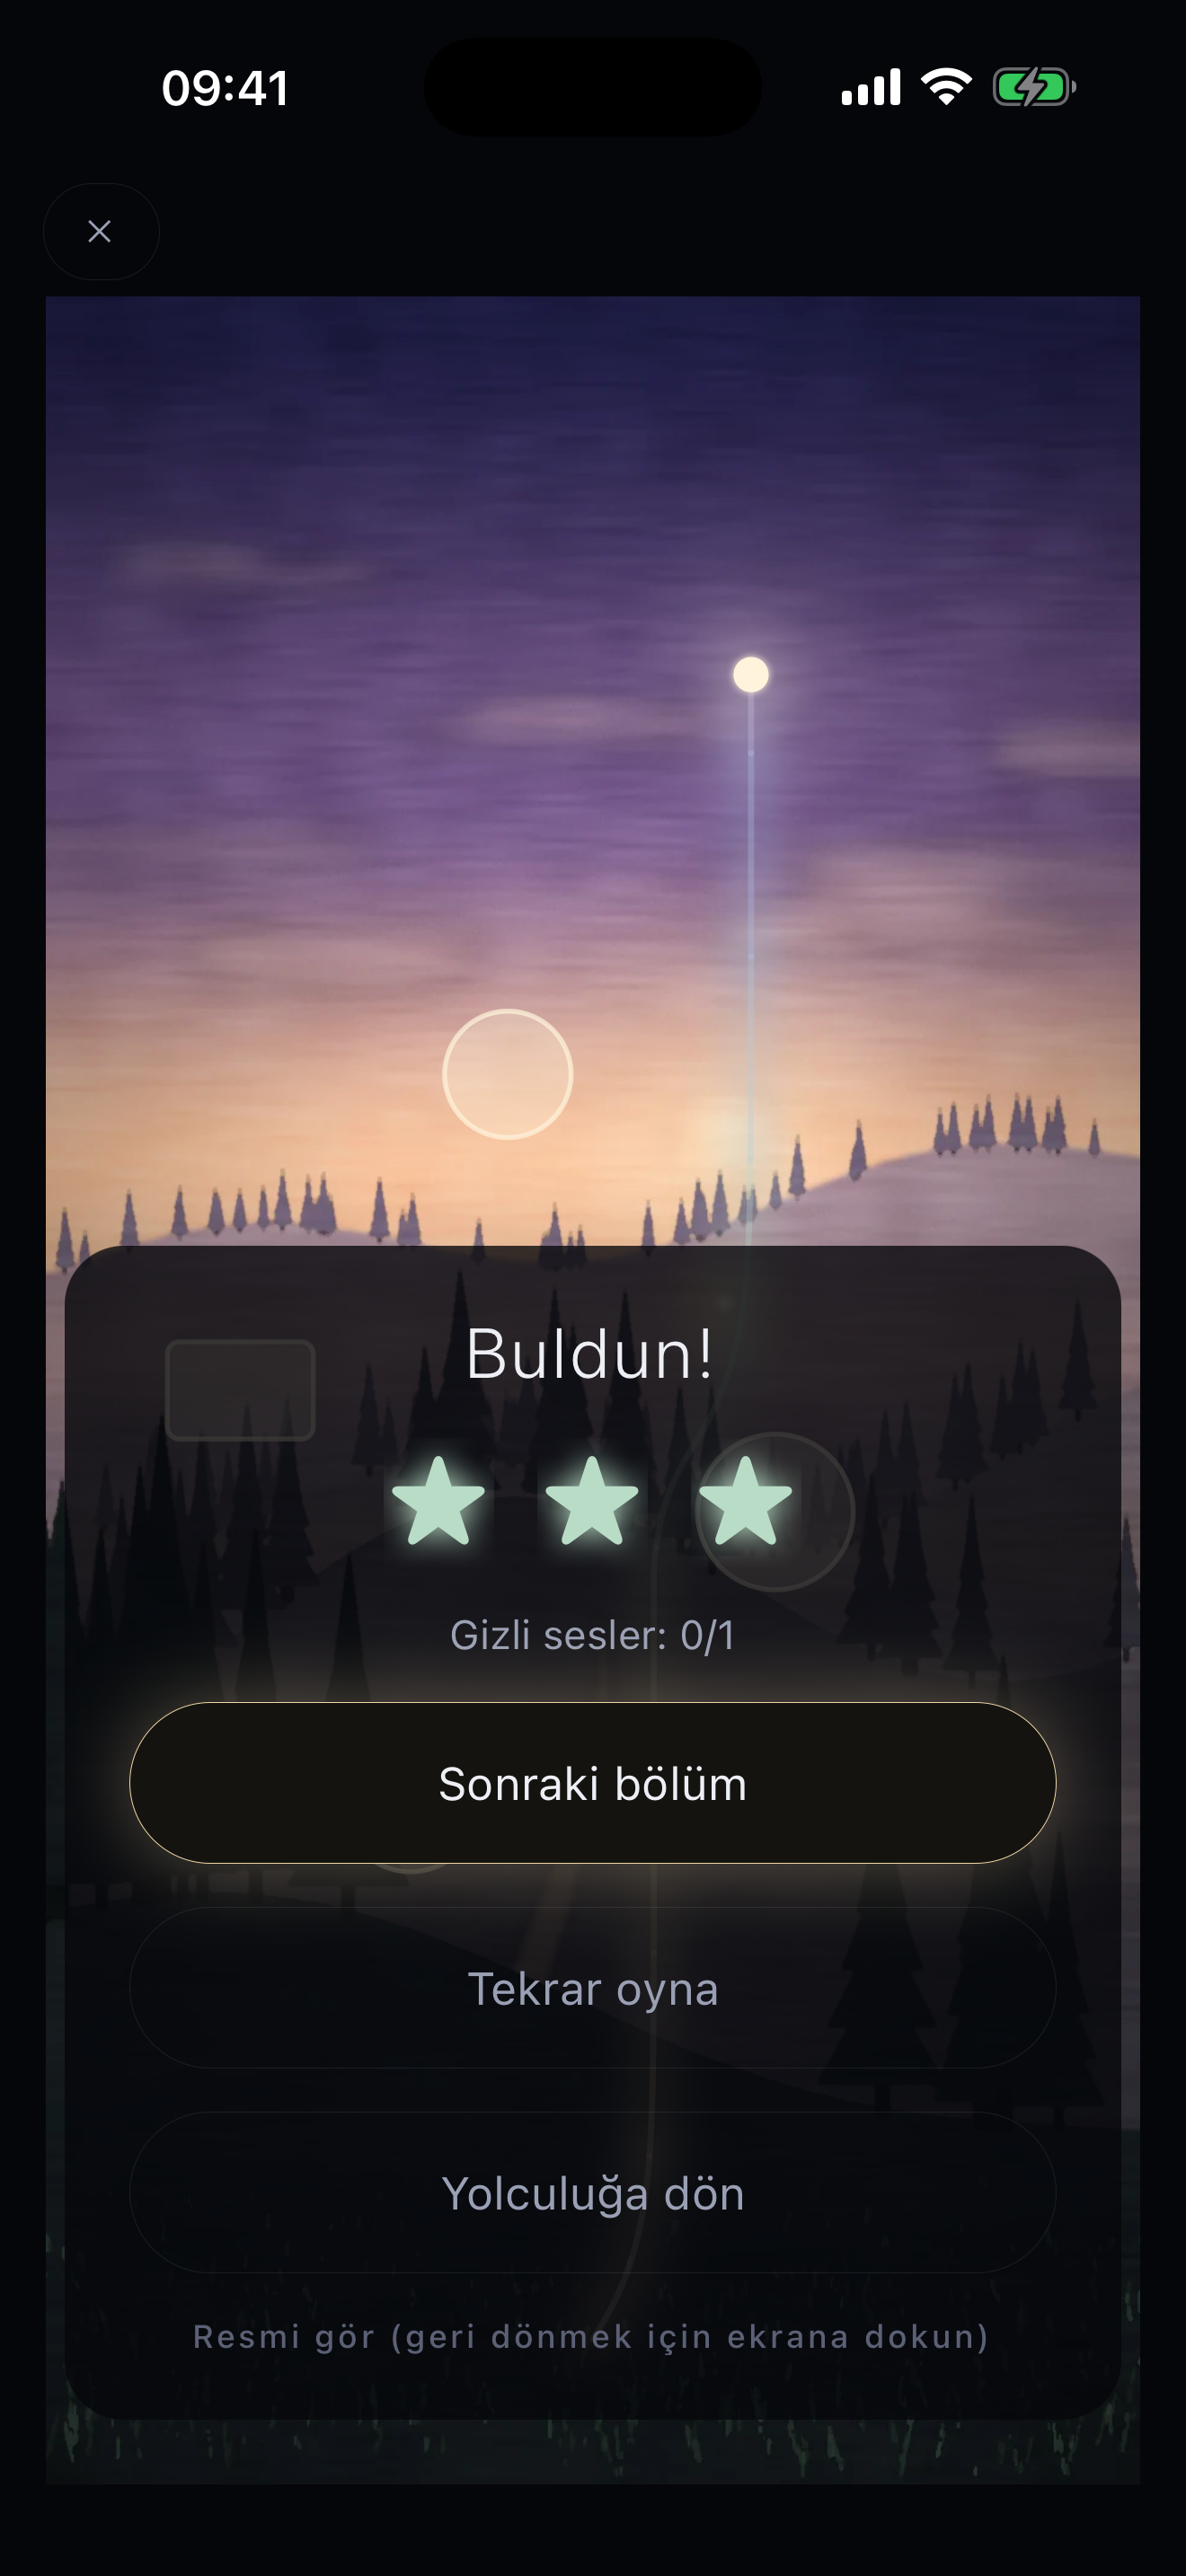 09:41
Buldun!
Gizli sesler: 0/1
Sonraki bölüm
Tekrar oyna
Yolculuğa dön
Resmi gör (geri dönmek için ekrana dokun)